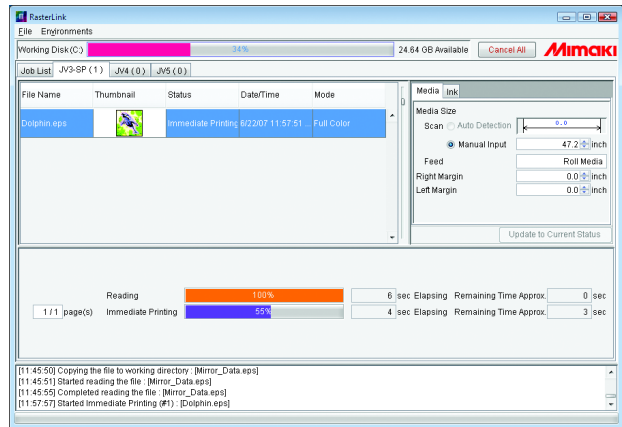 RasterLink
File Environments
Working Disk(C:) 34% 24.64 GB Available Cancel All Mimaki
Job List JV3-SP ( 1 ) JV4 ( 0 ) JV5 ( 0 )
Media Ink
File Name Thumbnail Status Date/Time Mode
Dolphin.eps Immediate Printing 6/22/07 11:57:51 ... Full Color
Media Size
Scan Auto Detection 0.0
Manual Input 47.2 inch
Feed Roll Media
Right Margin 0.0 inch
Left Margin 0.0 inch
Update to Current Status
Reading 100% 6 sec Elapsing Remaining Time Approx. 0 sec
1 / 1 page(s) Immediate Printing 55% 4 sec Elapsing Remaining Time Approx. 3 sec
[11:45:50] Copying the file to working directory : [Mirror_Data.eps]
[11:45:51] Started reading the file : [Mirror_Data.eps]
[11:45:55] Completed reading the file : [Mirror_Data.eps]
[11:57:57] Started Immediate Printing (#1) : [Dolphin.eps]